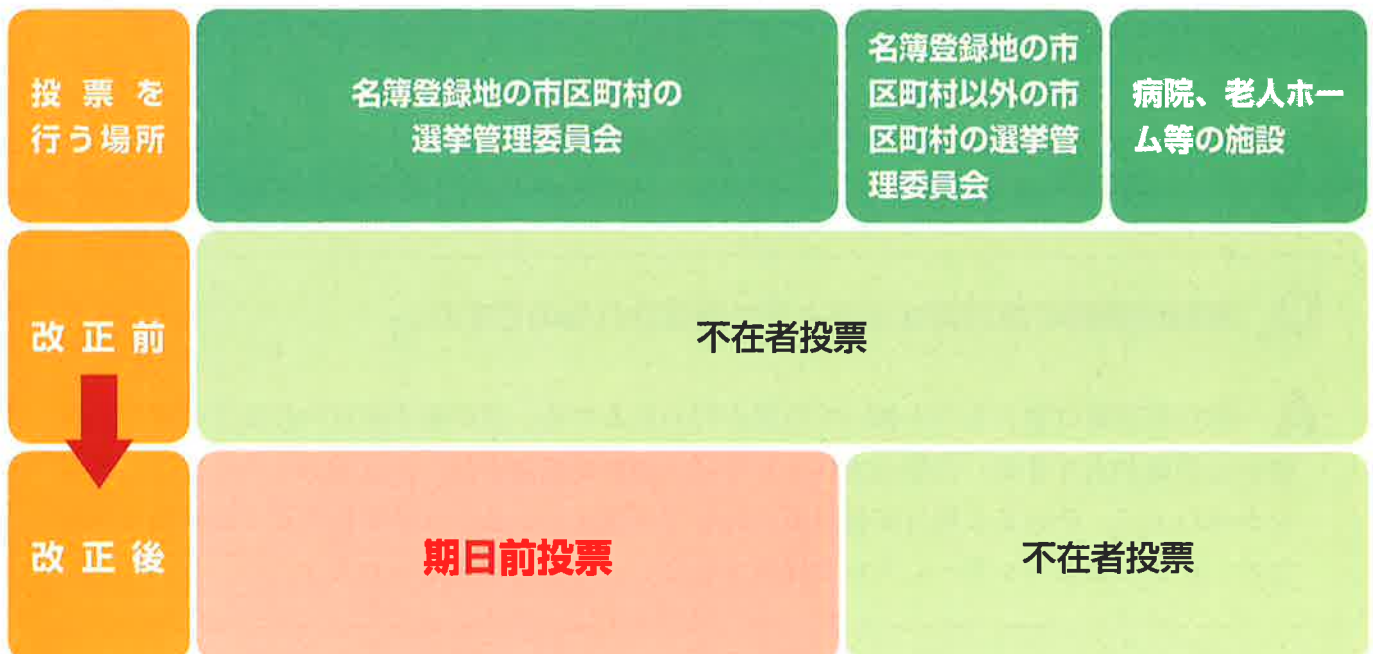 投票を
行う場所
名簿登録地の市区町村の
選挙管理委員会
名簿登録地の市
区町村以外の市
区町村の選挙管
理委員会
病院、老人ホー
ム等の施設
改正前
不在者投票
改正後
期日前投票
不在者投票